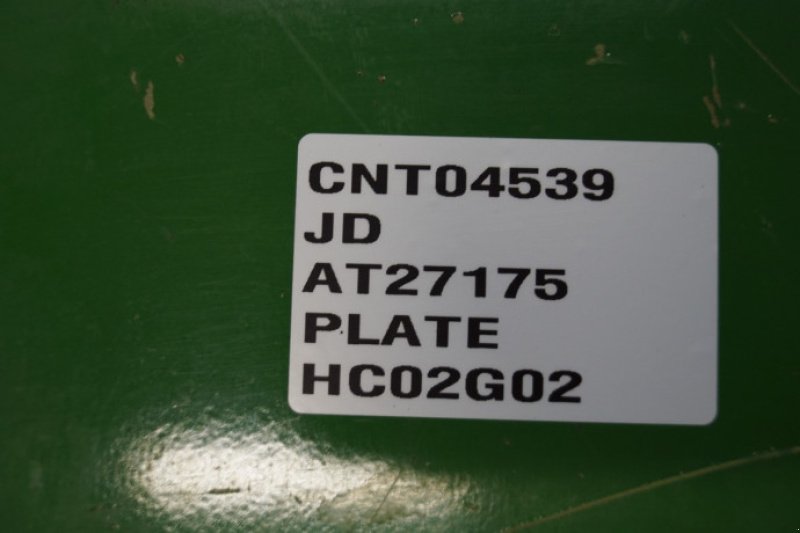 CNT04539
JD
AT27175
PLATE
HC02G02